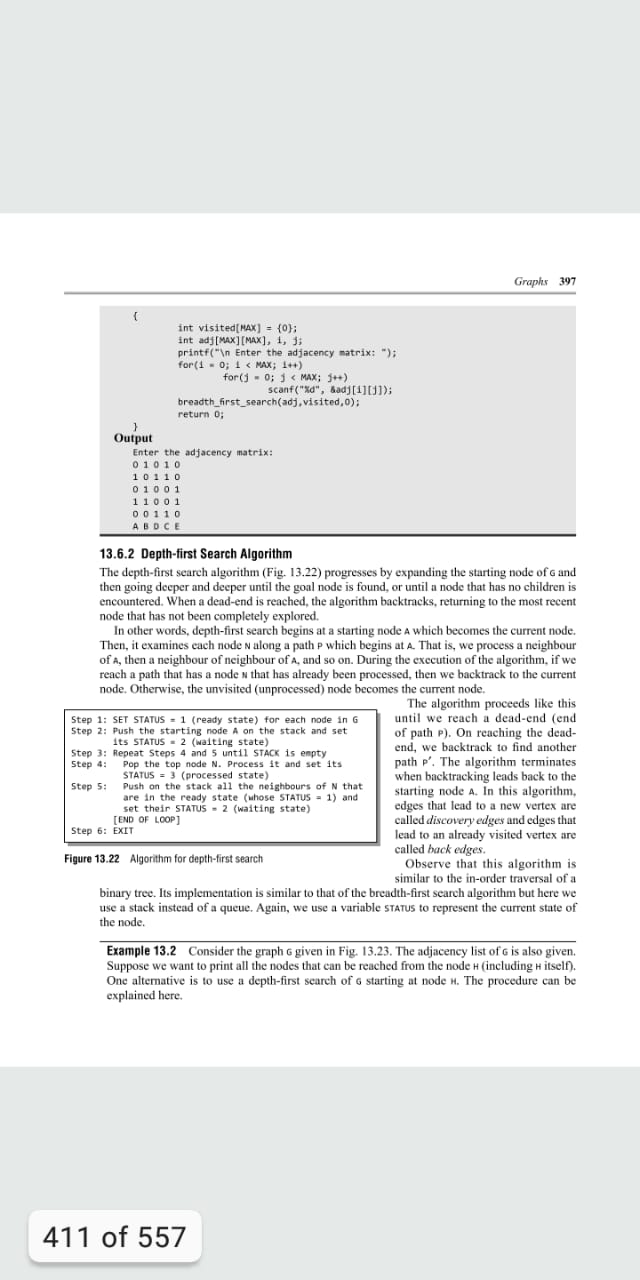 Graphs 397
{
int visited[MAX] = {0};
int adj[MAX][MAX], i, j;
printf("\n Enter the adjacency matrix: ");
for(i = 0; i < MAX; i++)
for(j = 0; j < MAX; j++)
scanf("%d", &adj[i][j]);
breadth_first_search(adj,visited,0);
return 0;
}
Output
Enter the adjacency matrix:
0 1 0 1 0
1 0 1 1 0
0 1 0 0 1
1 1 0 0 1
0 0 1 1 0
A B D C E
13.6.2 Depth-first Search Algorithm
The depth-first search algorithm (Fig. 13.22) progresses by expanding the starting node of G and
then going deeper and deeper until the goal node is found, or until a node that has no children is
encountered. When a dead-end is reached, the algorithm backtracks, returning to the most recent
node that has not been completely explored.
In other words, depth-first search begins at a starting node A which becomes the current node.
Then, it examines each node N along a path P which begins at A. That is, we process a neighbour
of A, then a neighbour of neighbour of A, and so on. During the execution of the algorithm, if we
reach a path that has a node N that has already been processed, then we backtrack to the current
node. Otherwise, the unvisited (unprocessed) node becomes the current node.
The algorithm proceeds like this
until we reach a dead-end (end
of path P). On reaching the dead-
end, we backtrack to find another
path P′. The algorithm terminates
when backtracking leads back to the
starting node A. In this algorithm,
edges that lead to a new vertex are
called discovery edges and edges that
lead to an already visited vertex are
called back edges.
Observe that this algorithm is
similar to the in-order traversal of a
Step 1: SET STATUS = 1 (ready state) for each node in G
Step 2: Push the starting node A on the stack and set
its STATUS = 2 (waiting state)
Step 3: Repeat Steps 4 and 5 until STACK is empty
Step 4: Pop the top node N. Process it and set its
STATUS = 3 (processed state)
Step 5: Push on the stack all the neighbours of N that
are in the ready state (whose STATUS = 1) and
set their STATUS = 2 (waiting state)
[END OF LOOP]
Step 6: EXIT
Figure 13.22 Algorithm for depth-first search
binary tree. Its implementation is similar to that of the breadth-first search algorithm but here we
use a stack instead of a queue. Again, we use a variable STATUS to represent the current state of
the node.
Example 13.2 Consider the graph G given in Fig. 13.23. The adjacency list of G is also given.
Suppose we want to print all the nodes that can be reached from the node H (including H itself).
One alternative is to use a depth-first search of G starting at node H. The procedure can be
explained here.
411 of 557